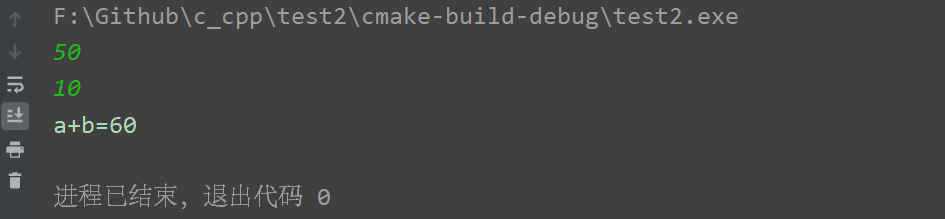 F:\Github\c_cpp\test2\cmake-build-debug\test2.exe
50
10
a+b=60
进程已结束，退出代码 0